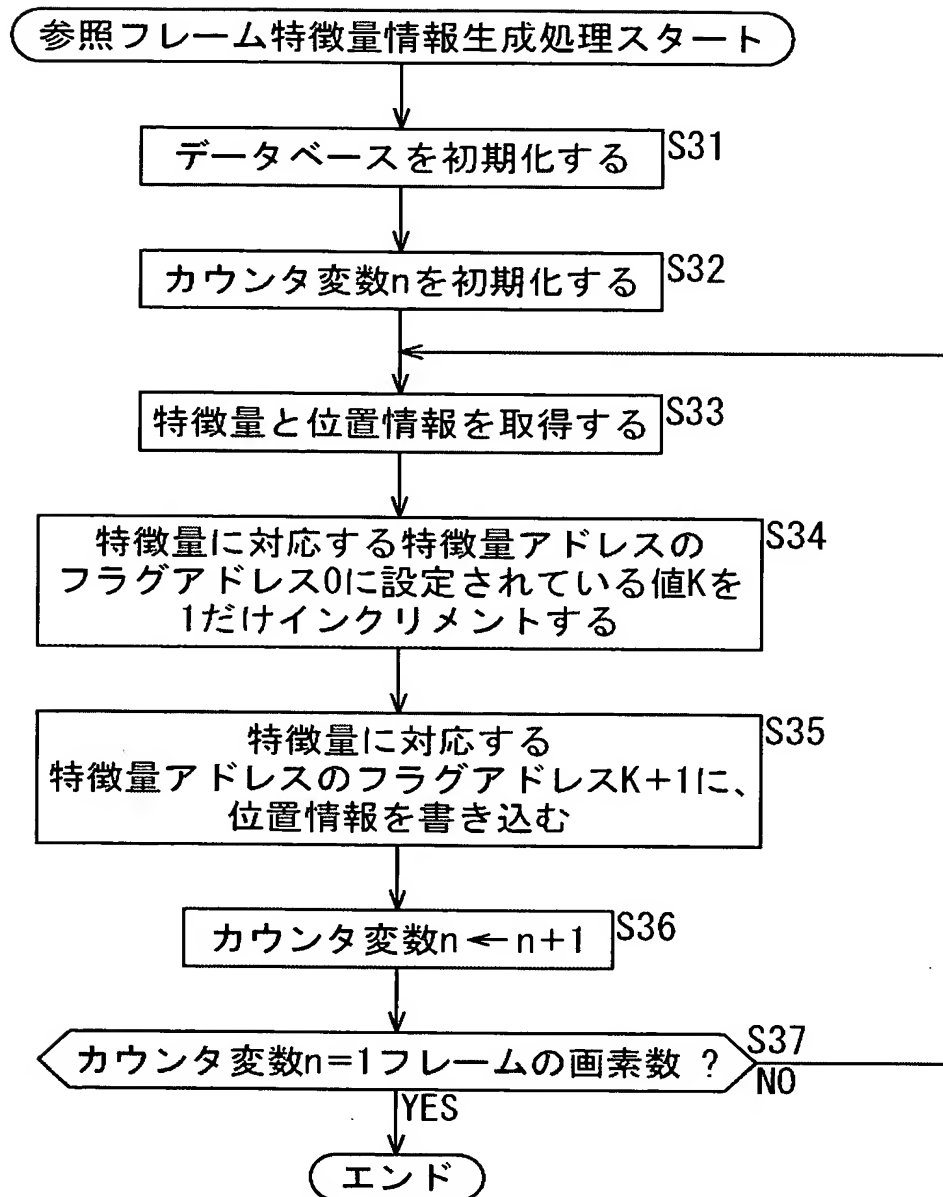 参照フレーム特徴量情報生成処理スタート
データベースを初期化する
S31
カウンタ変数nを初期化する
S32
特徴量と位置情報を取得する
S33
特徴量に対応する特徴量アドレスの
フラグアドレス0に設定されている値Kを
1だけインクリメントする
S34
特徴量に対応する
特徴量アドレスのフラグアドレスK+1に、
位置情報を書き込む
S35
カウンタ変数n←n+1
S36
カウンタ変数n=1フレームの画素数 ?
S37
NO
YES
エンド